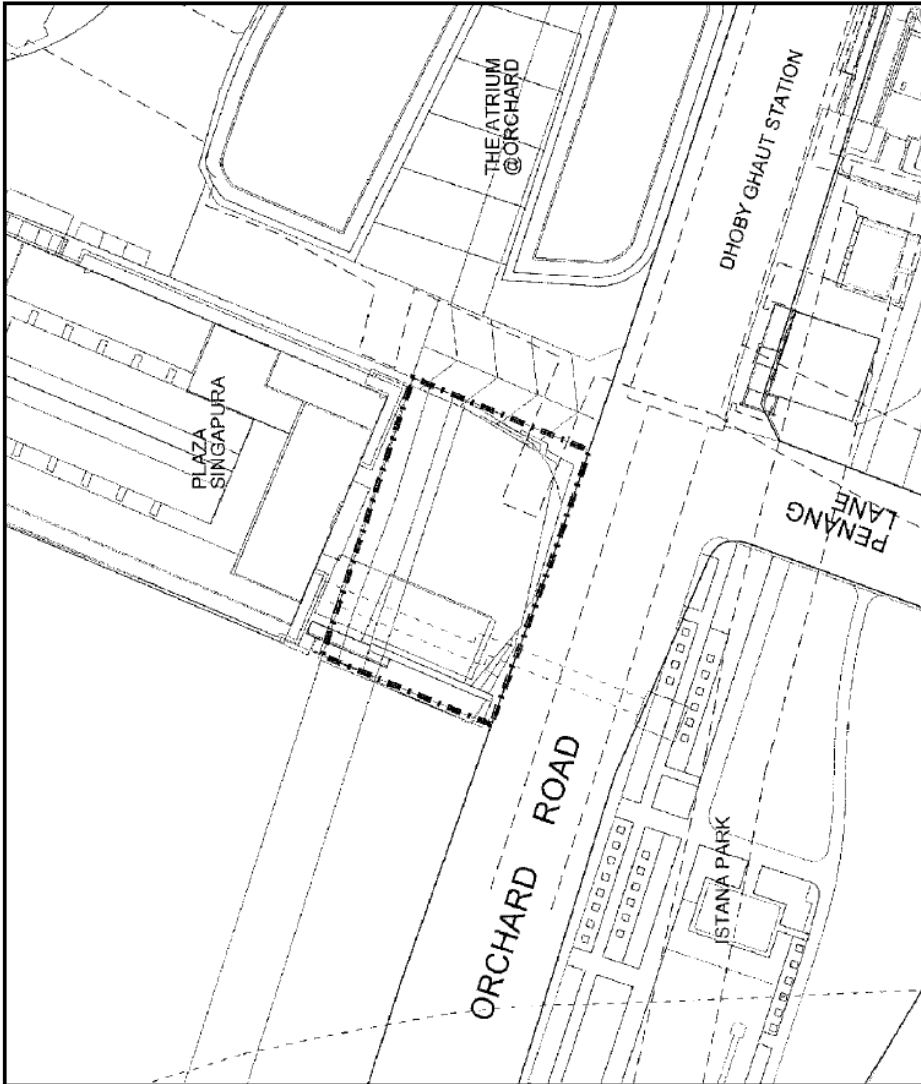 THE ATRIUM
@ORCHARD
DHOBY GHAUT STATION
PLAZA
SINGAPURA
PENANG
LANE
ORCHARD ROAD
ISTANA PARK